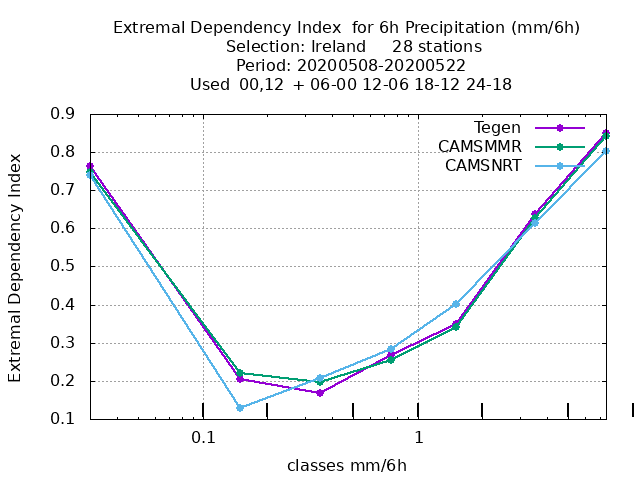 Extremal Dependency Index  for 6h Precipitation (mm/6h)
Selection: Ireland     28 stations
Period: 20200508-20200522
Used  00,12  + 06-00 12-06 18-12 24-18
Tegen
CAMSMMR
CAMSNRT
Extremal Dependency Index
0.9
0.8
0.7
0.6
0.5
0.4
0.3
0.2
0.1
0.1 1
classes mm/6h